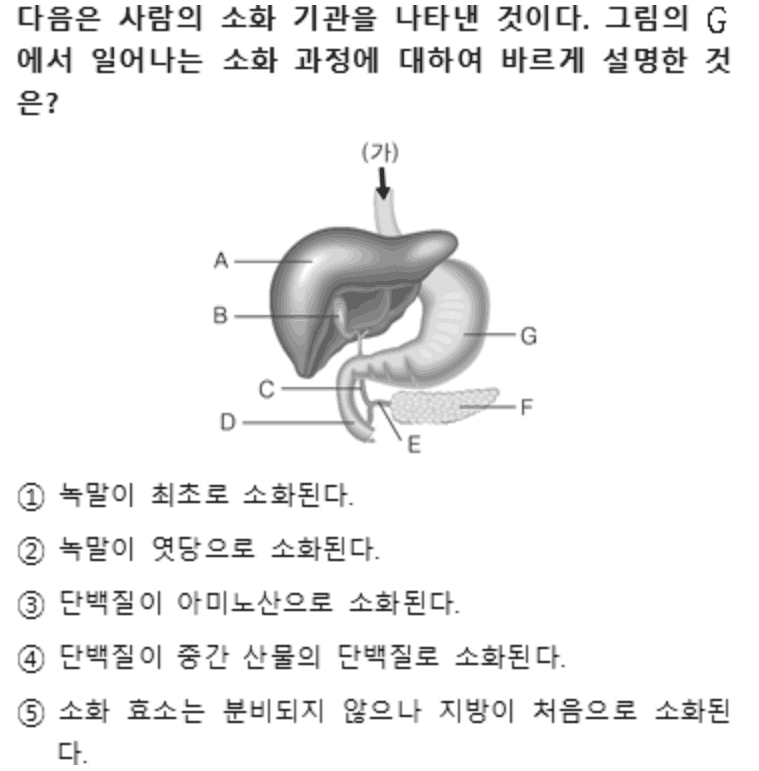 다음은 사람의 소화 기관을 나타낸 것이다. 그림의 G
에서 일어나는 소화 과정에 대하여 바르게 설명한 것
은?
(가)
A
B
G
C
F
D
E
① 녹말이 최초로 소화된다.
② 녹말이 엿당으로 소화된다.
③ 단백질이 아미노산으로 소화된다.
④ 단백질이 중간 산물의 단백질로 소화된다.
⑤ 소화 효소는 분비되지 않으나 지방이 처음으로 소화된
다.